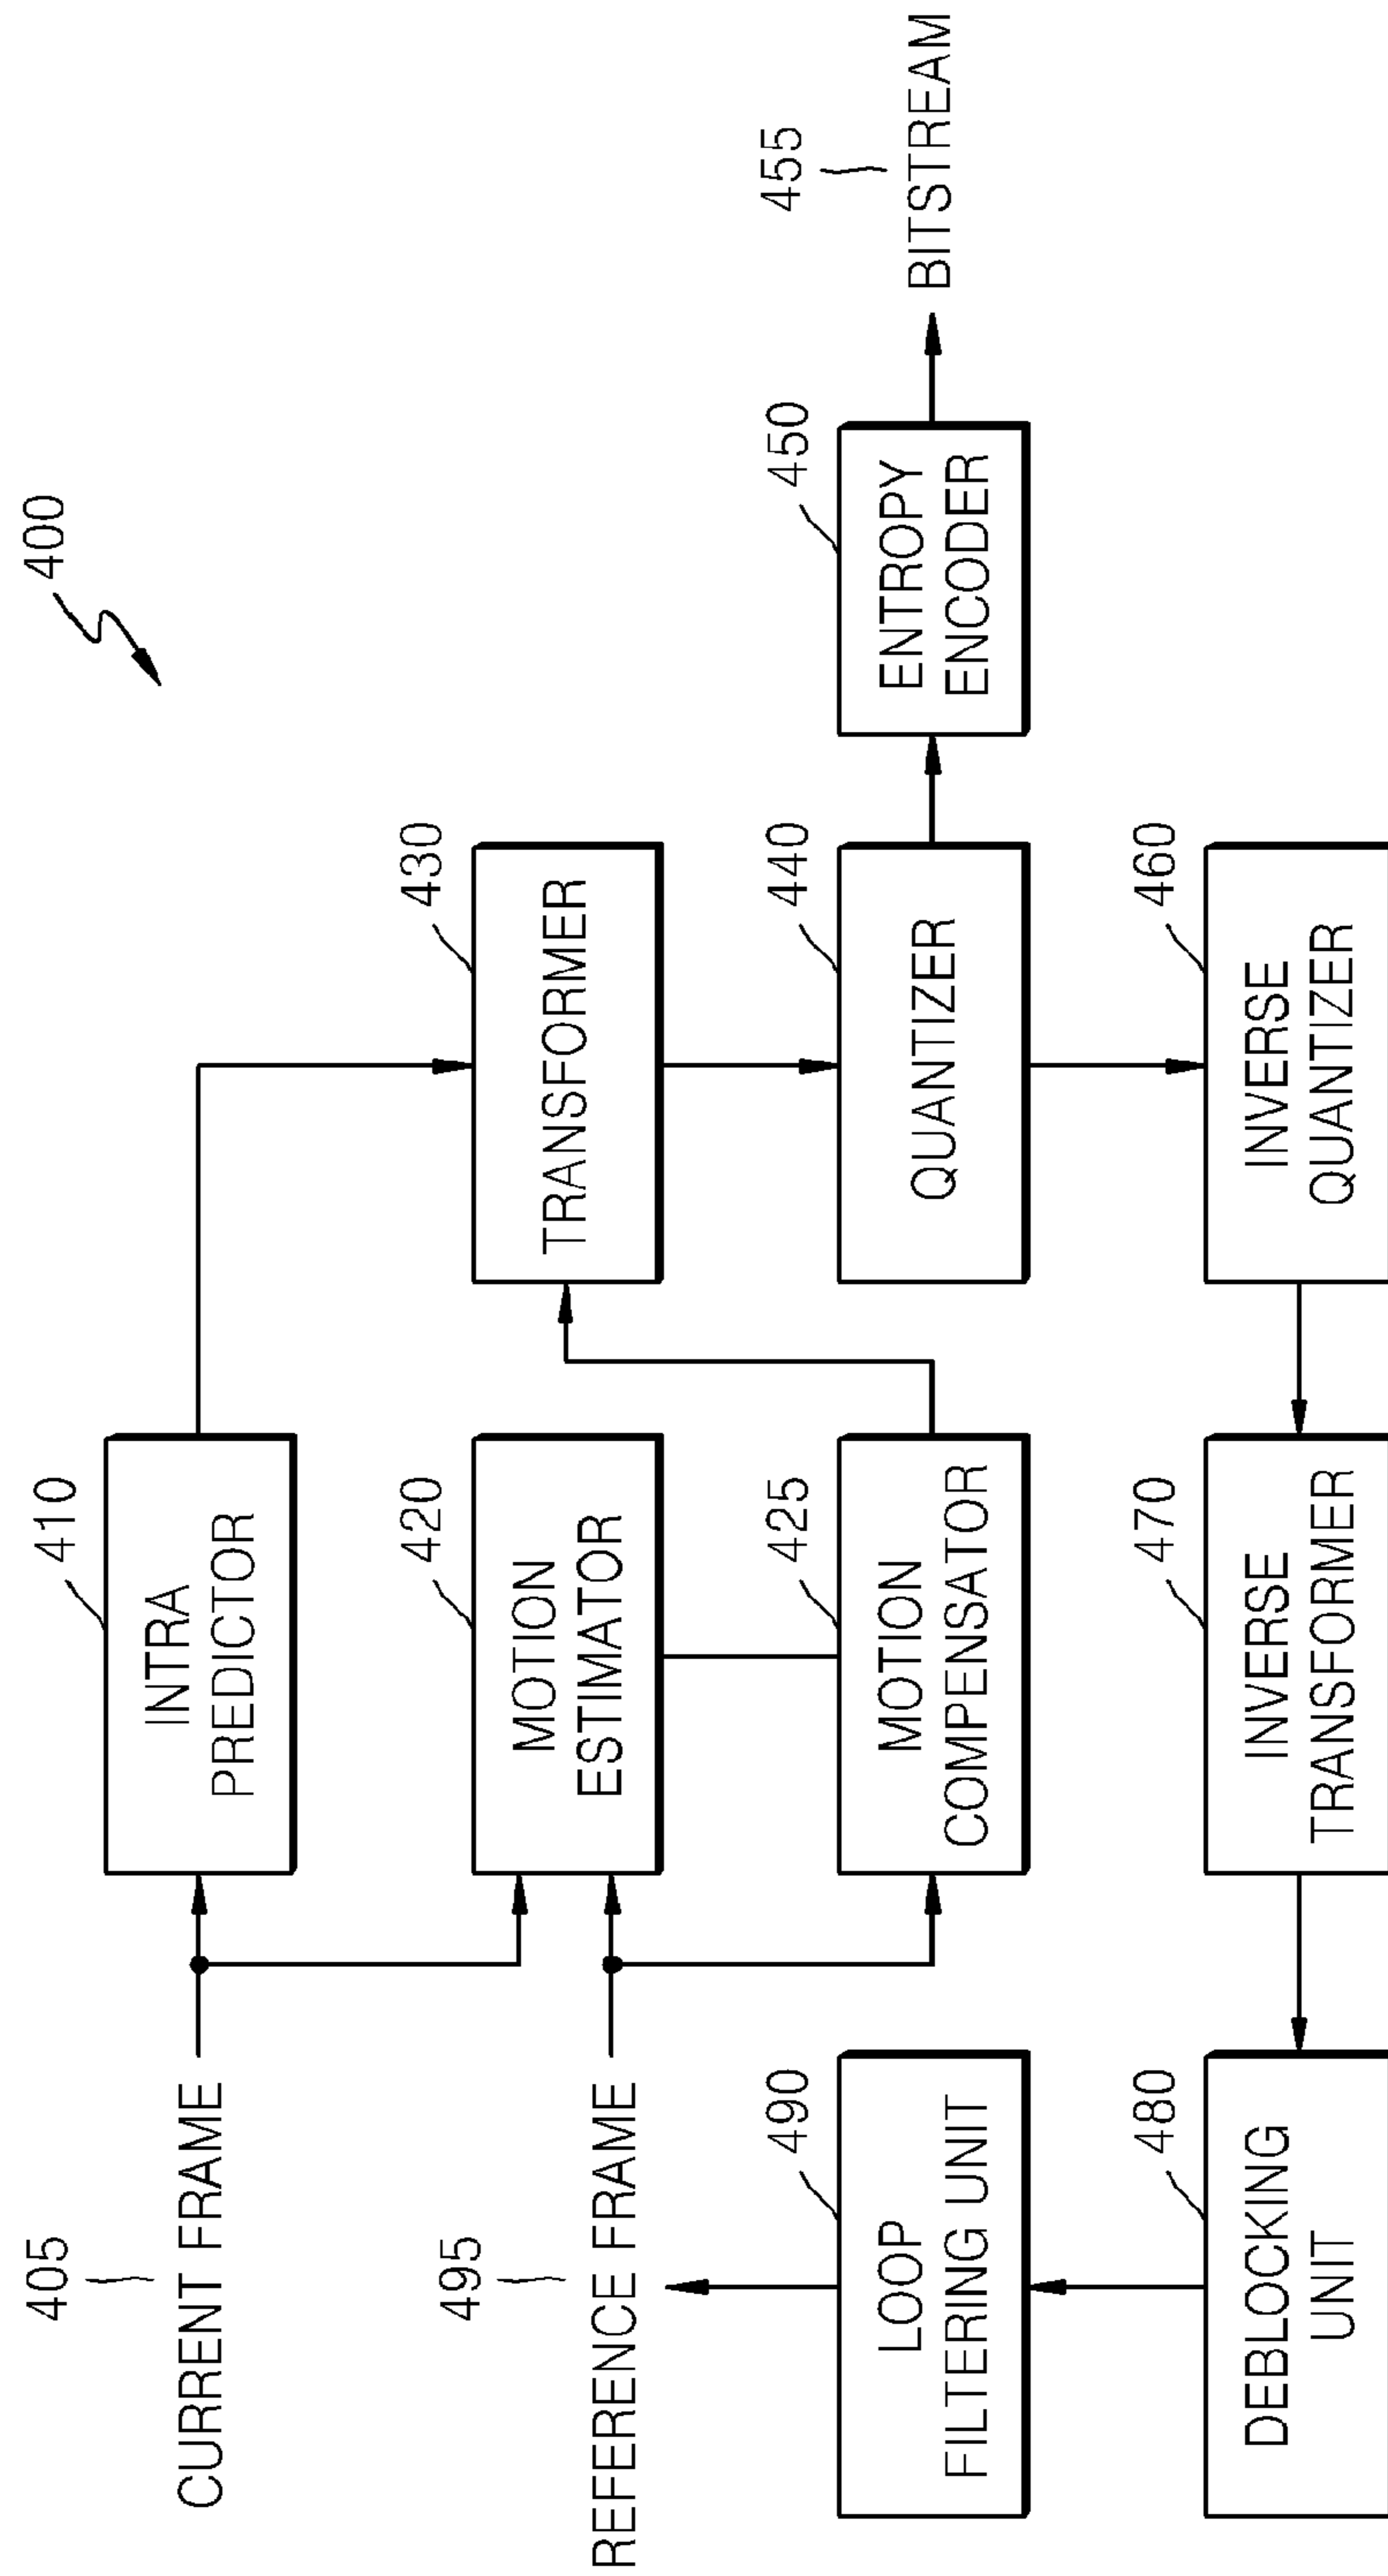 400
405
CURRENT FRAME
410
INTRA
PREDICTOR
495
REFERENCE FRAME
420
MOTION
ESTIMATOR
430
TRANSFORMER
490
LOOP
FILTERING UNIT
425
MOTION
COMPENSATOR
440
QUANTIZER
450
ENTROPY
ENCODER
455
BITSTREAM
480
DEBLOCKING
UNIT
470
INVERSE
TRANSFORMER
460
INVERSE
QUANTIZER